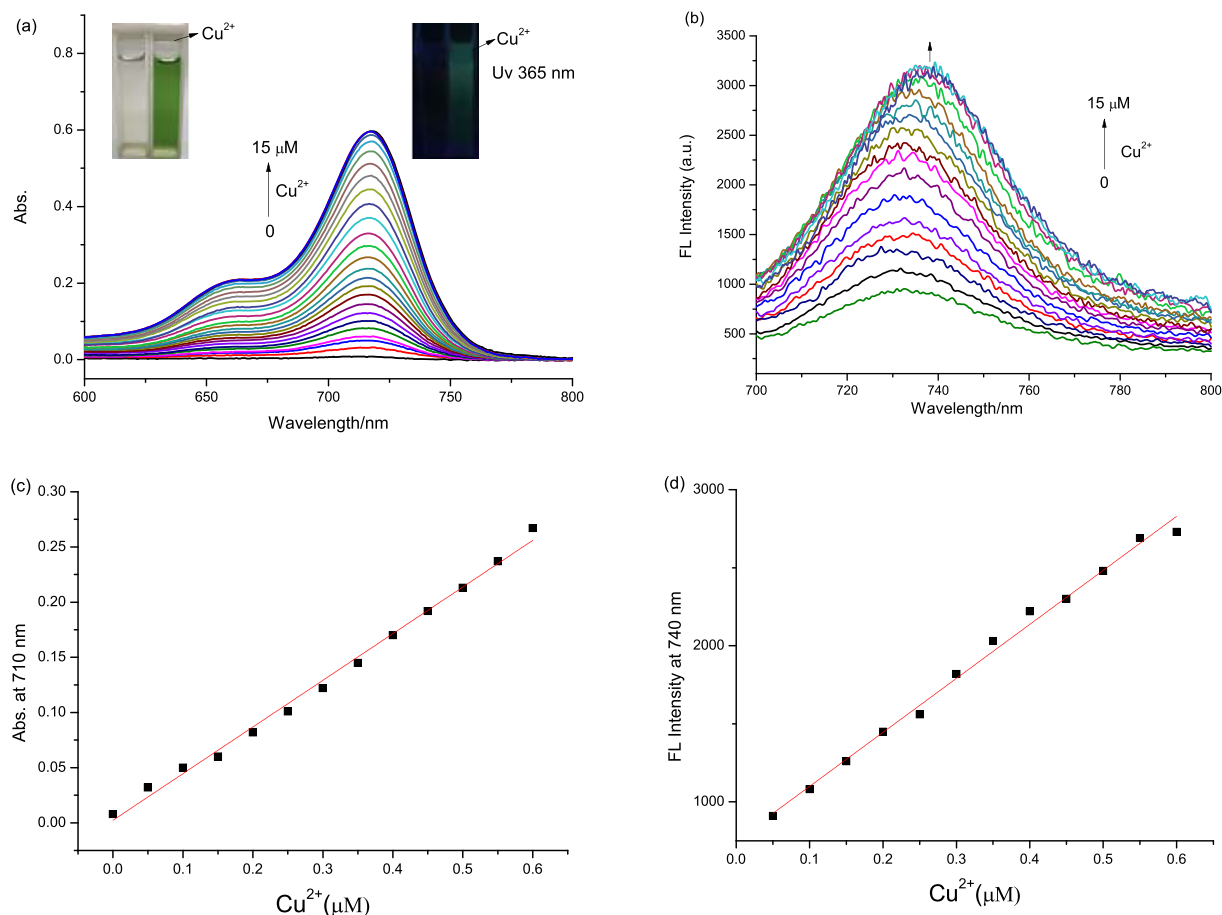 (a)
Cu²⁺
Cu²⁺
Uv 365 nm
15 μM
Cu²⁺
0
Abs.
0.8
0.6
0.4
0.2
0.0
600
650
700
750
800
Wavelength/nm
(b)
15 μM
Cu²⁺
0
FL Intensity (a.u.)
3500
3000
2500
2000
1500
1000
500
700
720
740
760
780
800
Wavelength/nm
(c)
Abs. at 710 nm
0.30
0.25
0.20
0.15
0.10
0.05
0.00
0.0
0.1
0.2
0.3
0.4
0.5
0.6
Cu²⁺(μM)
(d)
FL Intensity at 740 nm
3000
2000
1000
0.0
0.1
0.2
0.3
0.4
0.5
0.6
Cu²⁺(μM)